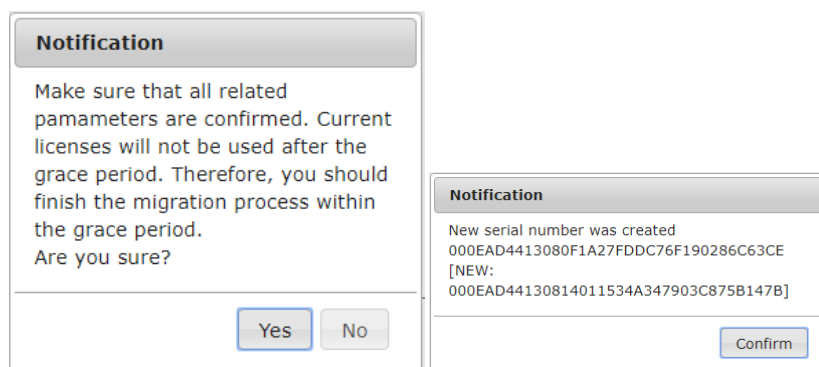 Notification
Make sure that all related
pamameters are confirmed. Current
licenses will not be used after the
grace period. Therefore, you should
finish the migration process within
the grace period.
Are you sure?
Yes
No
Notification
New serial number was created
000EAD4413080F1A27FDDC76F190286C63CE
[NEW:
000EAD44130814011534A347903C875B147B]
Confirm